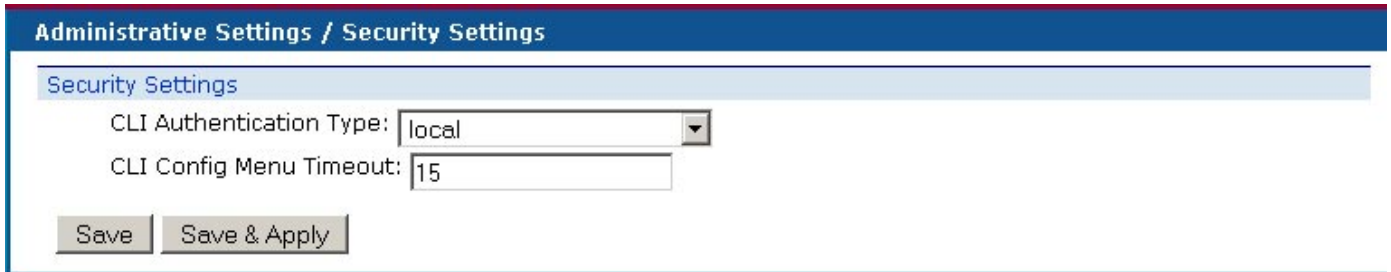 Administrative Settings / Security Settings
Security Settings
CLI Authentication Type: local
CLI Config Menu Timeout: 15
Save Save & Apply